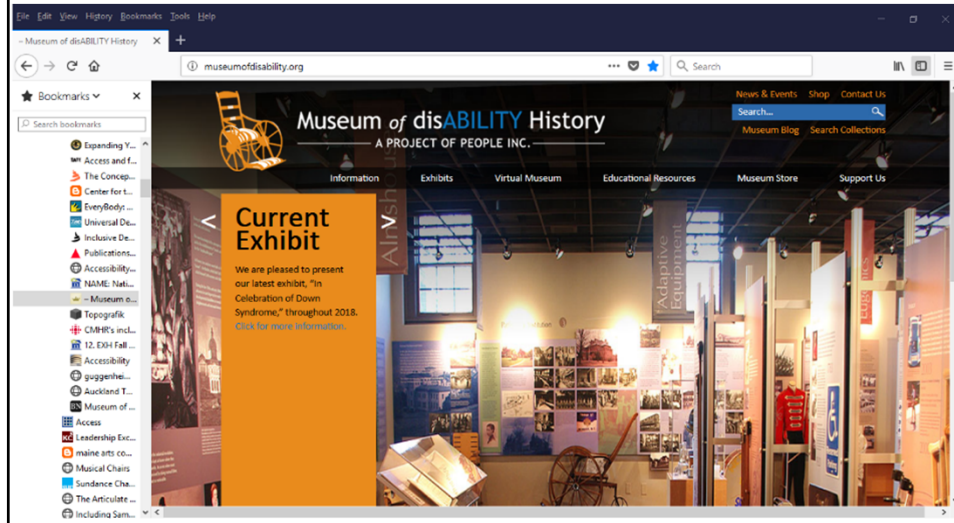 File Edit View History Bookmarks Tools Help
– Museum of disABILITY History
museumofdisability.org
Search
Bookmarks
Search bookmarks
Expanding Y...
Access and f...
The Concep...
Center for t...
EveryBody: ...
Universal De...
Inclusive De...
Publications...
Accessibility...
NAME: Nati...
– Museum o...
Topografik
CMHR's incl...
12. EXH Fall ...
Accessibility
guggenhei...
Auckland T...
Museum of ...
Access
Leadership Exc...
maine arts co...
Musical Chairs
Sundance Cha...
The Articulate ...
Including Sam...
News & Events Shop Contact Us
Search...
Museum Blog Search Collections
Museum of disABILITY History
A PROJECT OF PEOPLE INC.
Information Exhibits Virtual Museum Educational Resources Museum Store Support Us
Current
Exhibit
We are pleased to present
our latest exhibit, "In
Celebration of Down
Syndrome," throughout 2018.
Click for more information.
Almshouse
Adaptive
Equipment
Eugenics